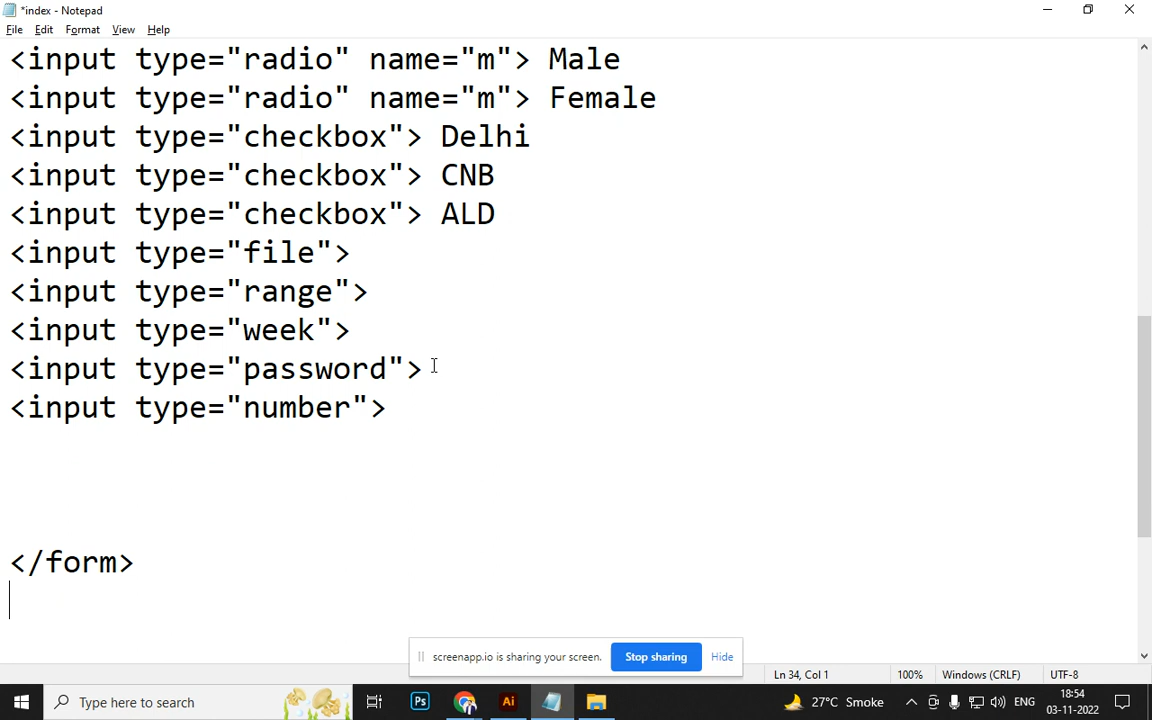 *index - Notepad
File Edit Format View Help
<input type="radio" name="m"> Male
<input type="radio" name="m"> Female
<input type="checkbox"> Delhi
<input type="checkbox"> CNB
<input type="checkbox"> ALD
<input type="file">
<input type="range">
<input type="week">
<input type="password">
<input type="number">
</form>
screenapp.io is sharing your screen. Stop sharing Hide
Ln 34, Col 1 100% Windows (CRLF) UTF-8
Type here to search Ps Ai 27°C Smoke ENG 18:54
03-11-2022